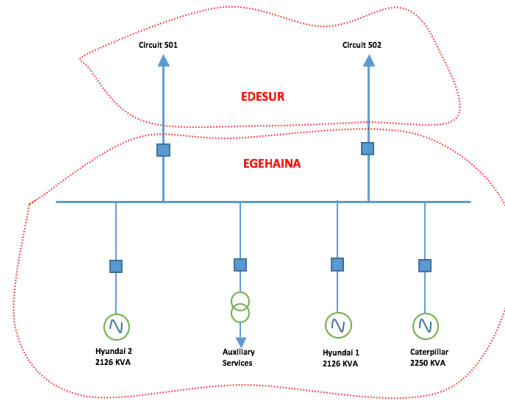 Circuit 501
Circuit 502
EDESUR
EGEHAINA
Hyundai 2
2126 KVA
Auxiliary
Services
Hyundai 1
2126 KVA
Caterpillar
2250 KVA